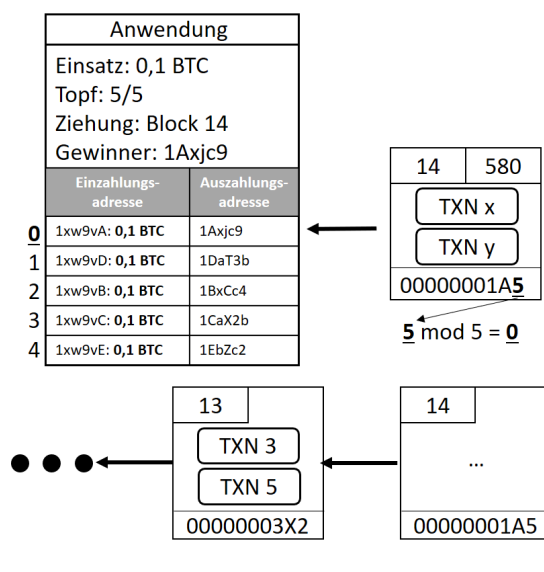 Anwendung
Einsatz: 0,1 BTC
Topf: 5/5
Ziehung: Block 14
Gewinner: 1Axjc9
Einzahlungs-
adresse
Auszahlungs-
adresse
0 1xw9vA: 0,1 BTC 1Axjc9
1 1xw9vD: 0,1 BTC 1DaT3b
2 1xw9vB: 0,1 BTC 1BxCc4
3 1xw9vC: 0,1 BTC 1CaX2b
4 1xw9vE: 0,1 BTC 1EbZc2
14 580
TXN x
TXN y
00000001A5
5 mod 5 = 0
13
TXN 3
TXN 5
00000003X2
14
...
00000001A5